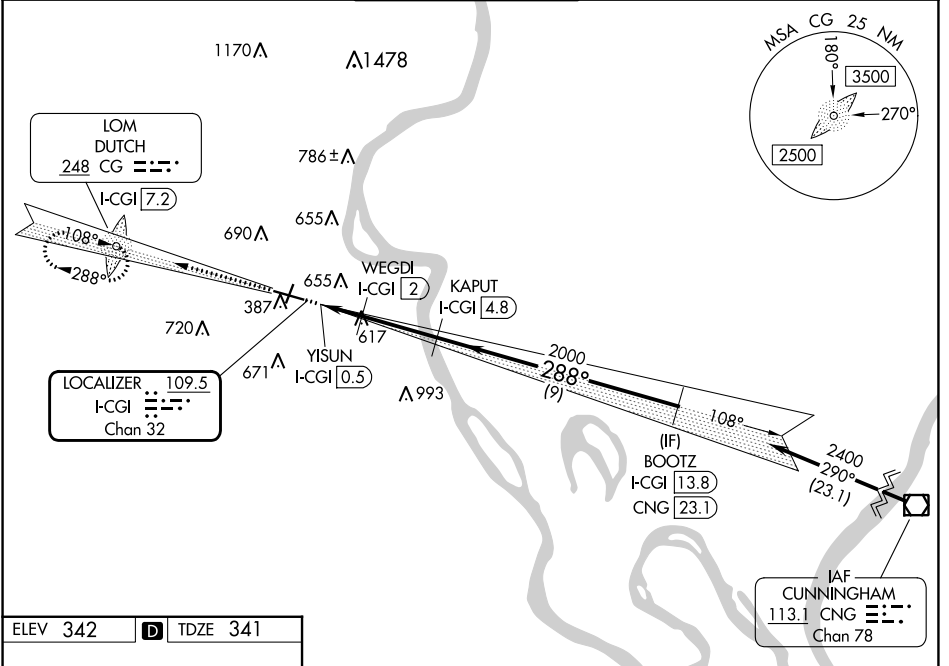 1170
1478
MSA CG 25 NM
180°
3500
270°
2500
LOM
DUTCH
248 CG
I-CGI 7.2
786±
690
655
108°
288°
655
WEGDI
I-CGI 2
KAPUT
I-CGI 4.8
387
720
617
671
YISUN
I-CGI 0.5
993
2000
288°
(9)
108°
LOCALIZER 109.5
I-CGI
Chan 32
(IF)
BOOTZ
I-CGI 13.8
CNG 23.1
2400
290°
(23.1)
IAF
CUNNINGHAM
113.1 CNG
Chan 78
ELEV 342 D TDZE 341